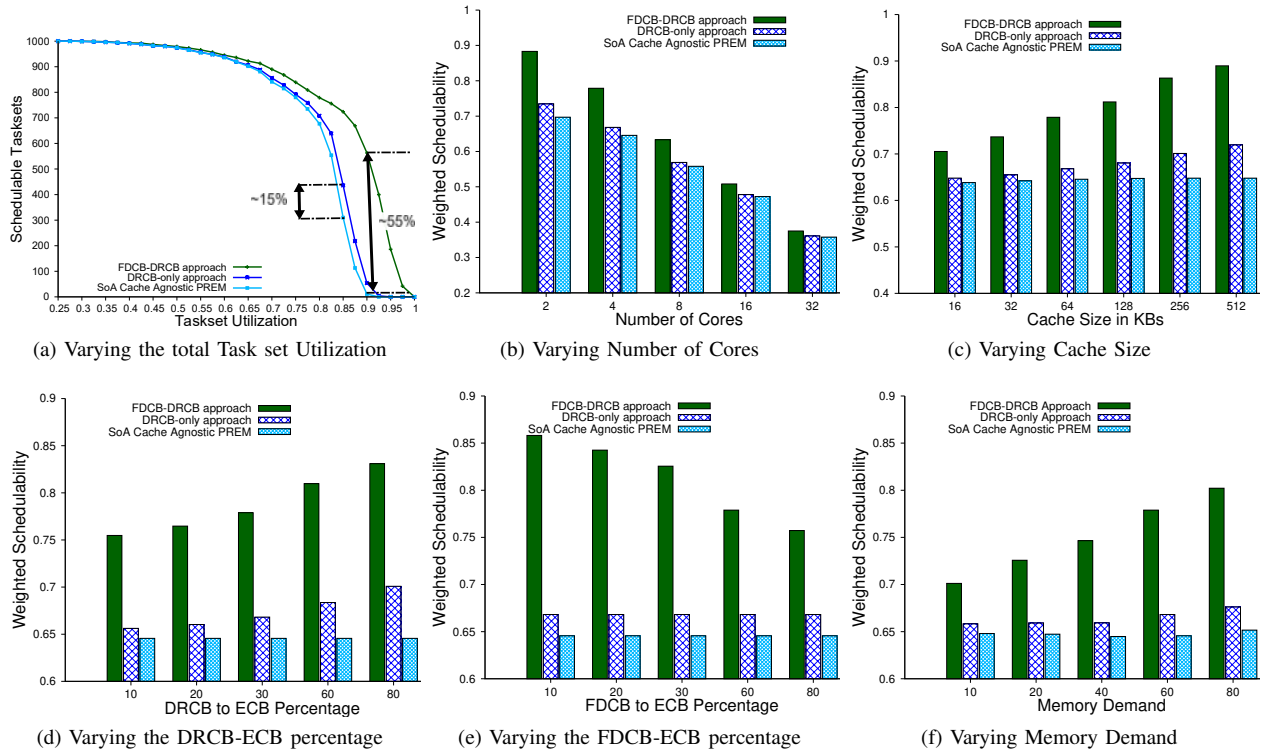 FDCB-DRCB approach
DRCB-only approach
SoA Cache Agnostic PREM
Schedulable Tasksets
1000
900
800
700
600
500
400
300
200
100
0
~15%
~55%
0.25 0.3 0.35 0.4 0.45 0.5 0.55 0.6 0.65 0.7 0.75 0.8 0.85 0.9 0.95 1
Taskset Utilization
(a) Varying the total Task set Utilization
FDCB-DRCB approach
DRCB-only approach
SoA Cache Agnostic PREM
Weighted Schedulability
1
0.9
0.8
0.7
0.6
0.5
0.4
0.3
0.2
2 4 8 16 32
Number of Cores
(b) Varying Number of Cores
FDCB-DRCB approach
DRCB-only approach
SoA Cache Agnostic PREM
Weighted Schedulability
1
0.9
0.8
0.7
0.6
0.5
0.4
16 32 64 128 256 512
Cache Size in KBs
(c) Varying Cache Size
FDCB-DRCB approach
DRCB-only approach
SoA Cache Agnostic PREM
Weighted Schedulability
0.9
0.85
0.8
0.75
0.7
0.65
0.6
10 20 30 60 80
DRCB to ECB Percentage
(d) Varying the DRCB-ECB percentage
FDCB-DRCB approach
DRCB-only approach
SoA Cache Agnostic PREM
Weighted Schedulability
0.9
0.85
0.8
0.75
0.7
0.65
0.6
10 20 30 60 80
FDCB to ECB Percentage
(e) Varying the FDCB-ECB percentage
FDCB-DRCB Approach
DRCB-only approach
SoA Cache Agnostic PREM
Weighted Schedulability
0.9
0.85
0.8
0.75
0.7
0.65
0.6
10 20 40 60 80
Memory Demand
(f) Varying Memory Demand